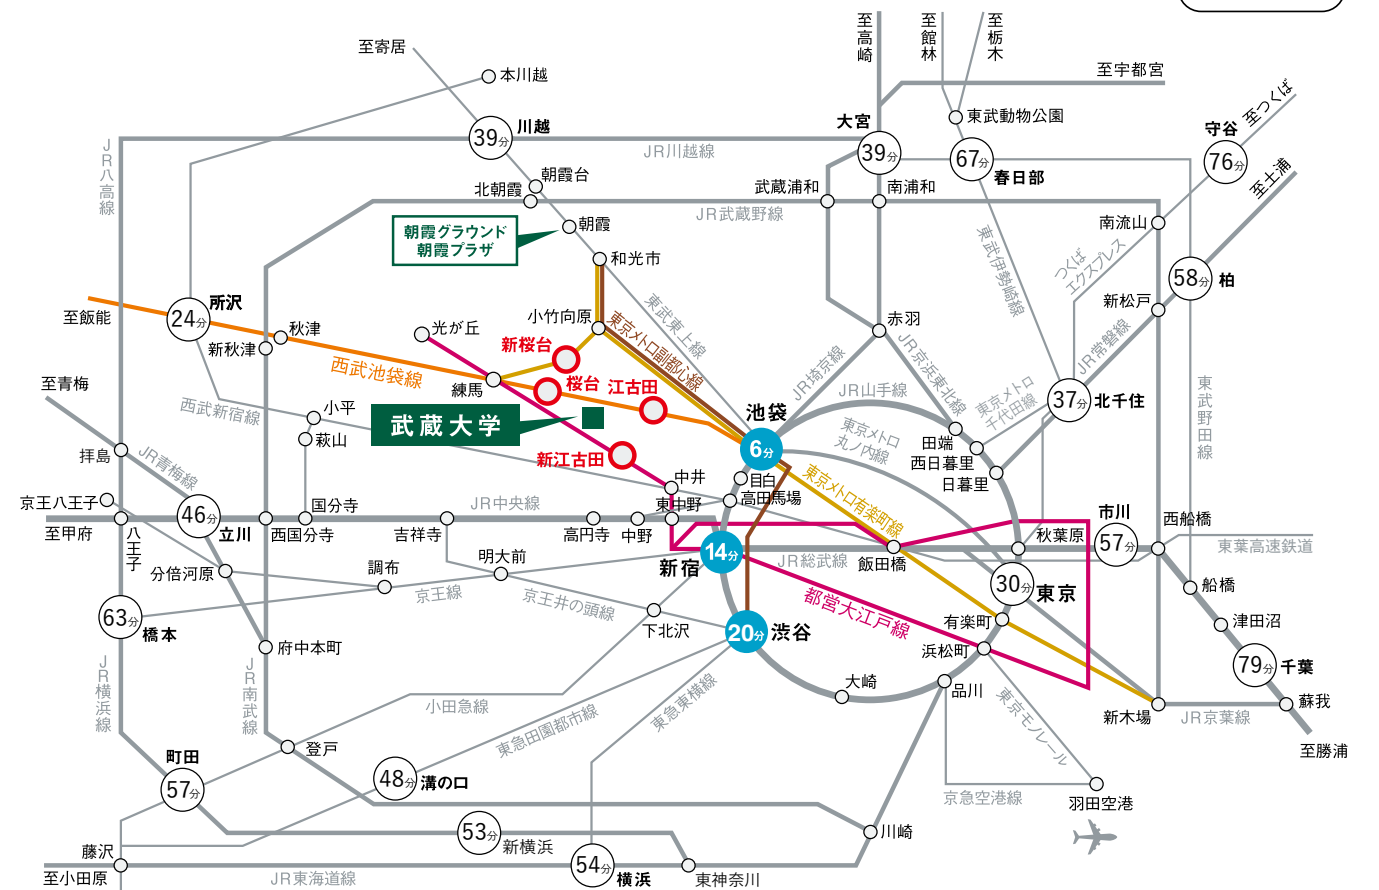 至寄居
本川越
至高崎
至館林
至栃木
至宇都宮
至つくば
39分
川越
JR川越線
大宮
39分
東武動物公園
67分
春日部
守谷
76分
至土浦
JR八高線
北朝霞
朝霞台
朝霞
朝霞グラウンド
朝霞プラザ
和光市
JR武蔵野線
武蔵浦和
南浦和
南流山
つくば
エクスプレス
東武伊勢崎線
58分
柏
至飯能
24分
所沢
新秋津
秋津
西武池袋線
光が丘
小竹向原
新桜台
桜台
江古田
練馬
東武東上線
東京メトロ副都心線
赤羽
JR埼京線
JR京浜東北線
JR山手線
新松戸
JR常磐線
37分
北千住
東京メトロ
千代田線
東武野田線
至青梅
西武新宿線
小平
萩山
武蔵大学
新江古田
池袋
6分
東京メトロ
丸ノ内線
田端
西日暮里
日暮里
拝島
JR青梅線
京王八王子
至甲府
八王子
46分
立川
国分寺
西国分寺
JR中央線
吉祥寺
高円寺
中野
中井
東中野
目白
高田馬場
東京メトロ有楽町線
新宿
14分
JR総武線
飯田橋
秋葉原
市川
57分
西船橋
東葉高速鉄道
分倍河原
調布
京王線
明大前
京王井の頭線
下北沢
都営大江戸線
30分
東京
有楽町
浜松町
船橋
津田沼
79分
千葉
蘇我
至勝浦
新木場
JR京葉線
63分
橋本
府中本町
JR横浜線
JR南武線
20分
渋谷
大崎
品川
東京モノレール
小田急線
東急田園都市線
東急東横線
登戸
町田
57分
48分
溝の口
京急空港線
羽田空港
53分
新横浜
54分
横浜
川崎
東神奈川
藤沢
至小田原
JR東海道線